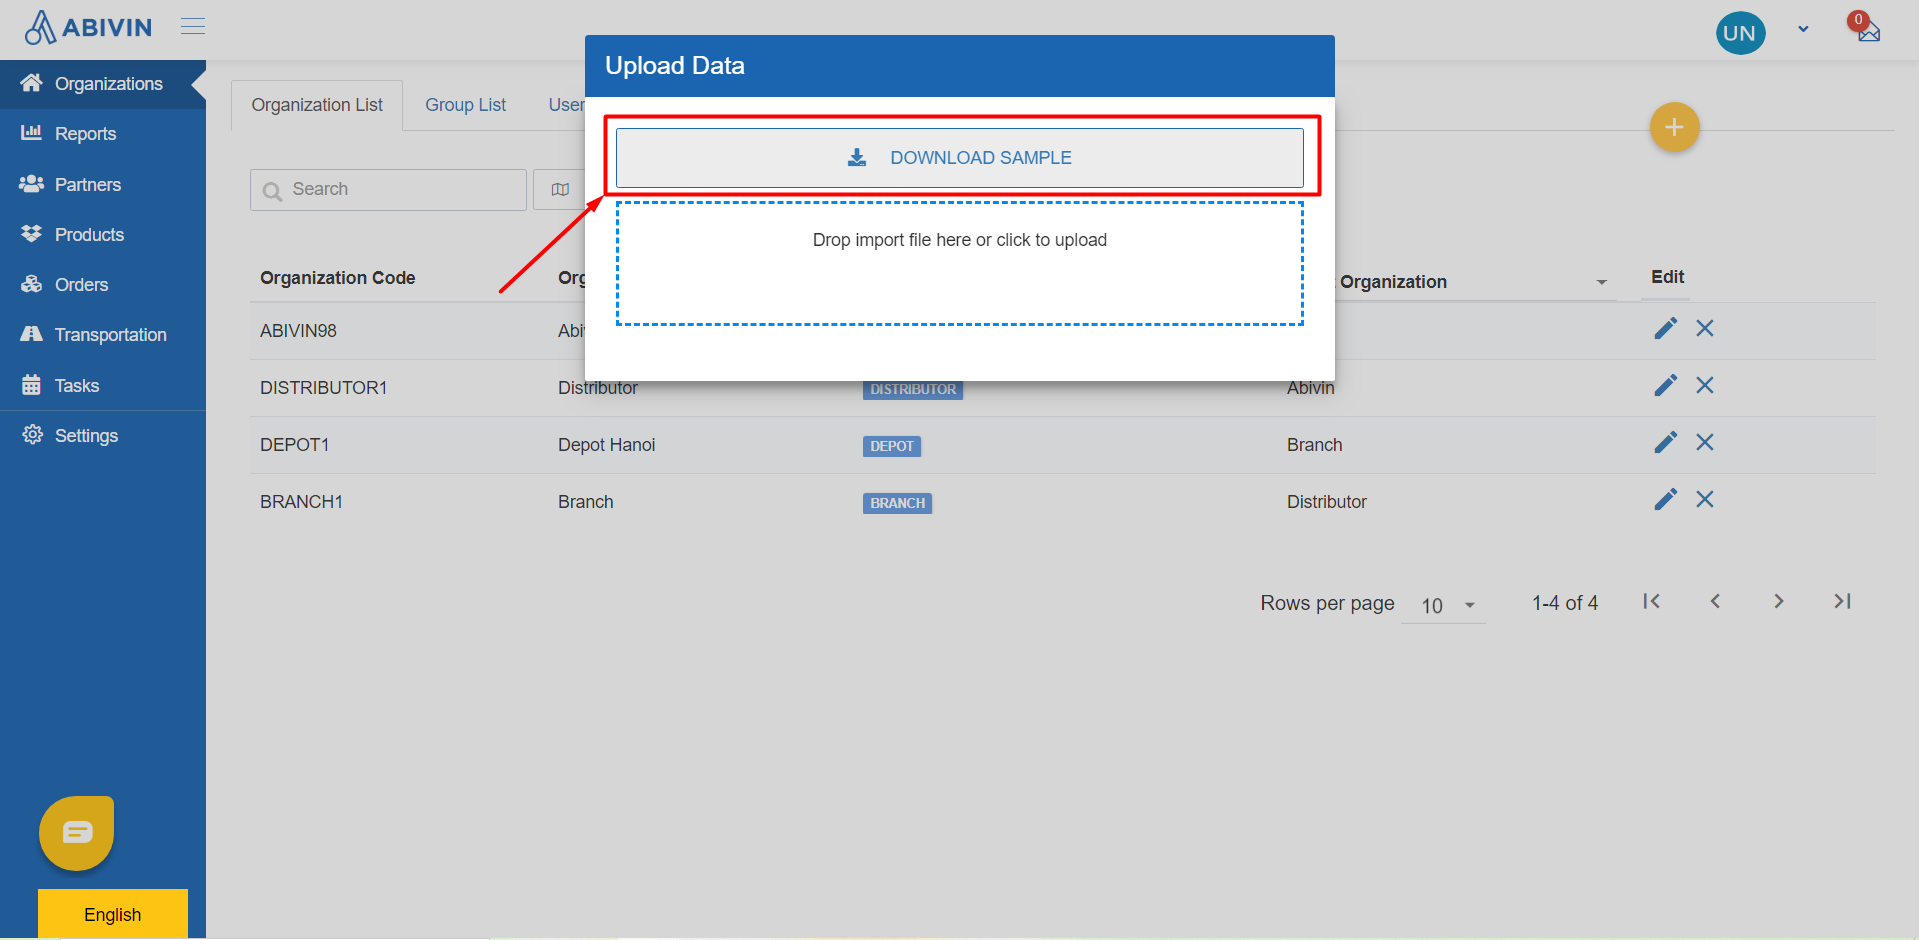 ABIVIN
UN
0
Organizations
Reports
Partners
Products
Orders
Transportation
Tasks
Settings
English
Organization List
Group List
User
Search
Upload Data
DOWNLOAD SAMPLE
Drop import file here or click to upload
Organization Code
Org
Organization
Edit
ABIVIN98
Abi
DISTRIBUTOR1
Distributor
DISTRIBUTOR
Abivin
DEPOT1
Depot Hanoi
DEPOT
Branch
BRANCH1
Branch
BRANCH
Distributor
Rows per page
10
1-4 of 4